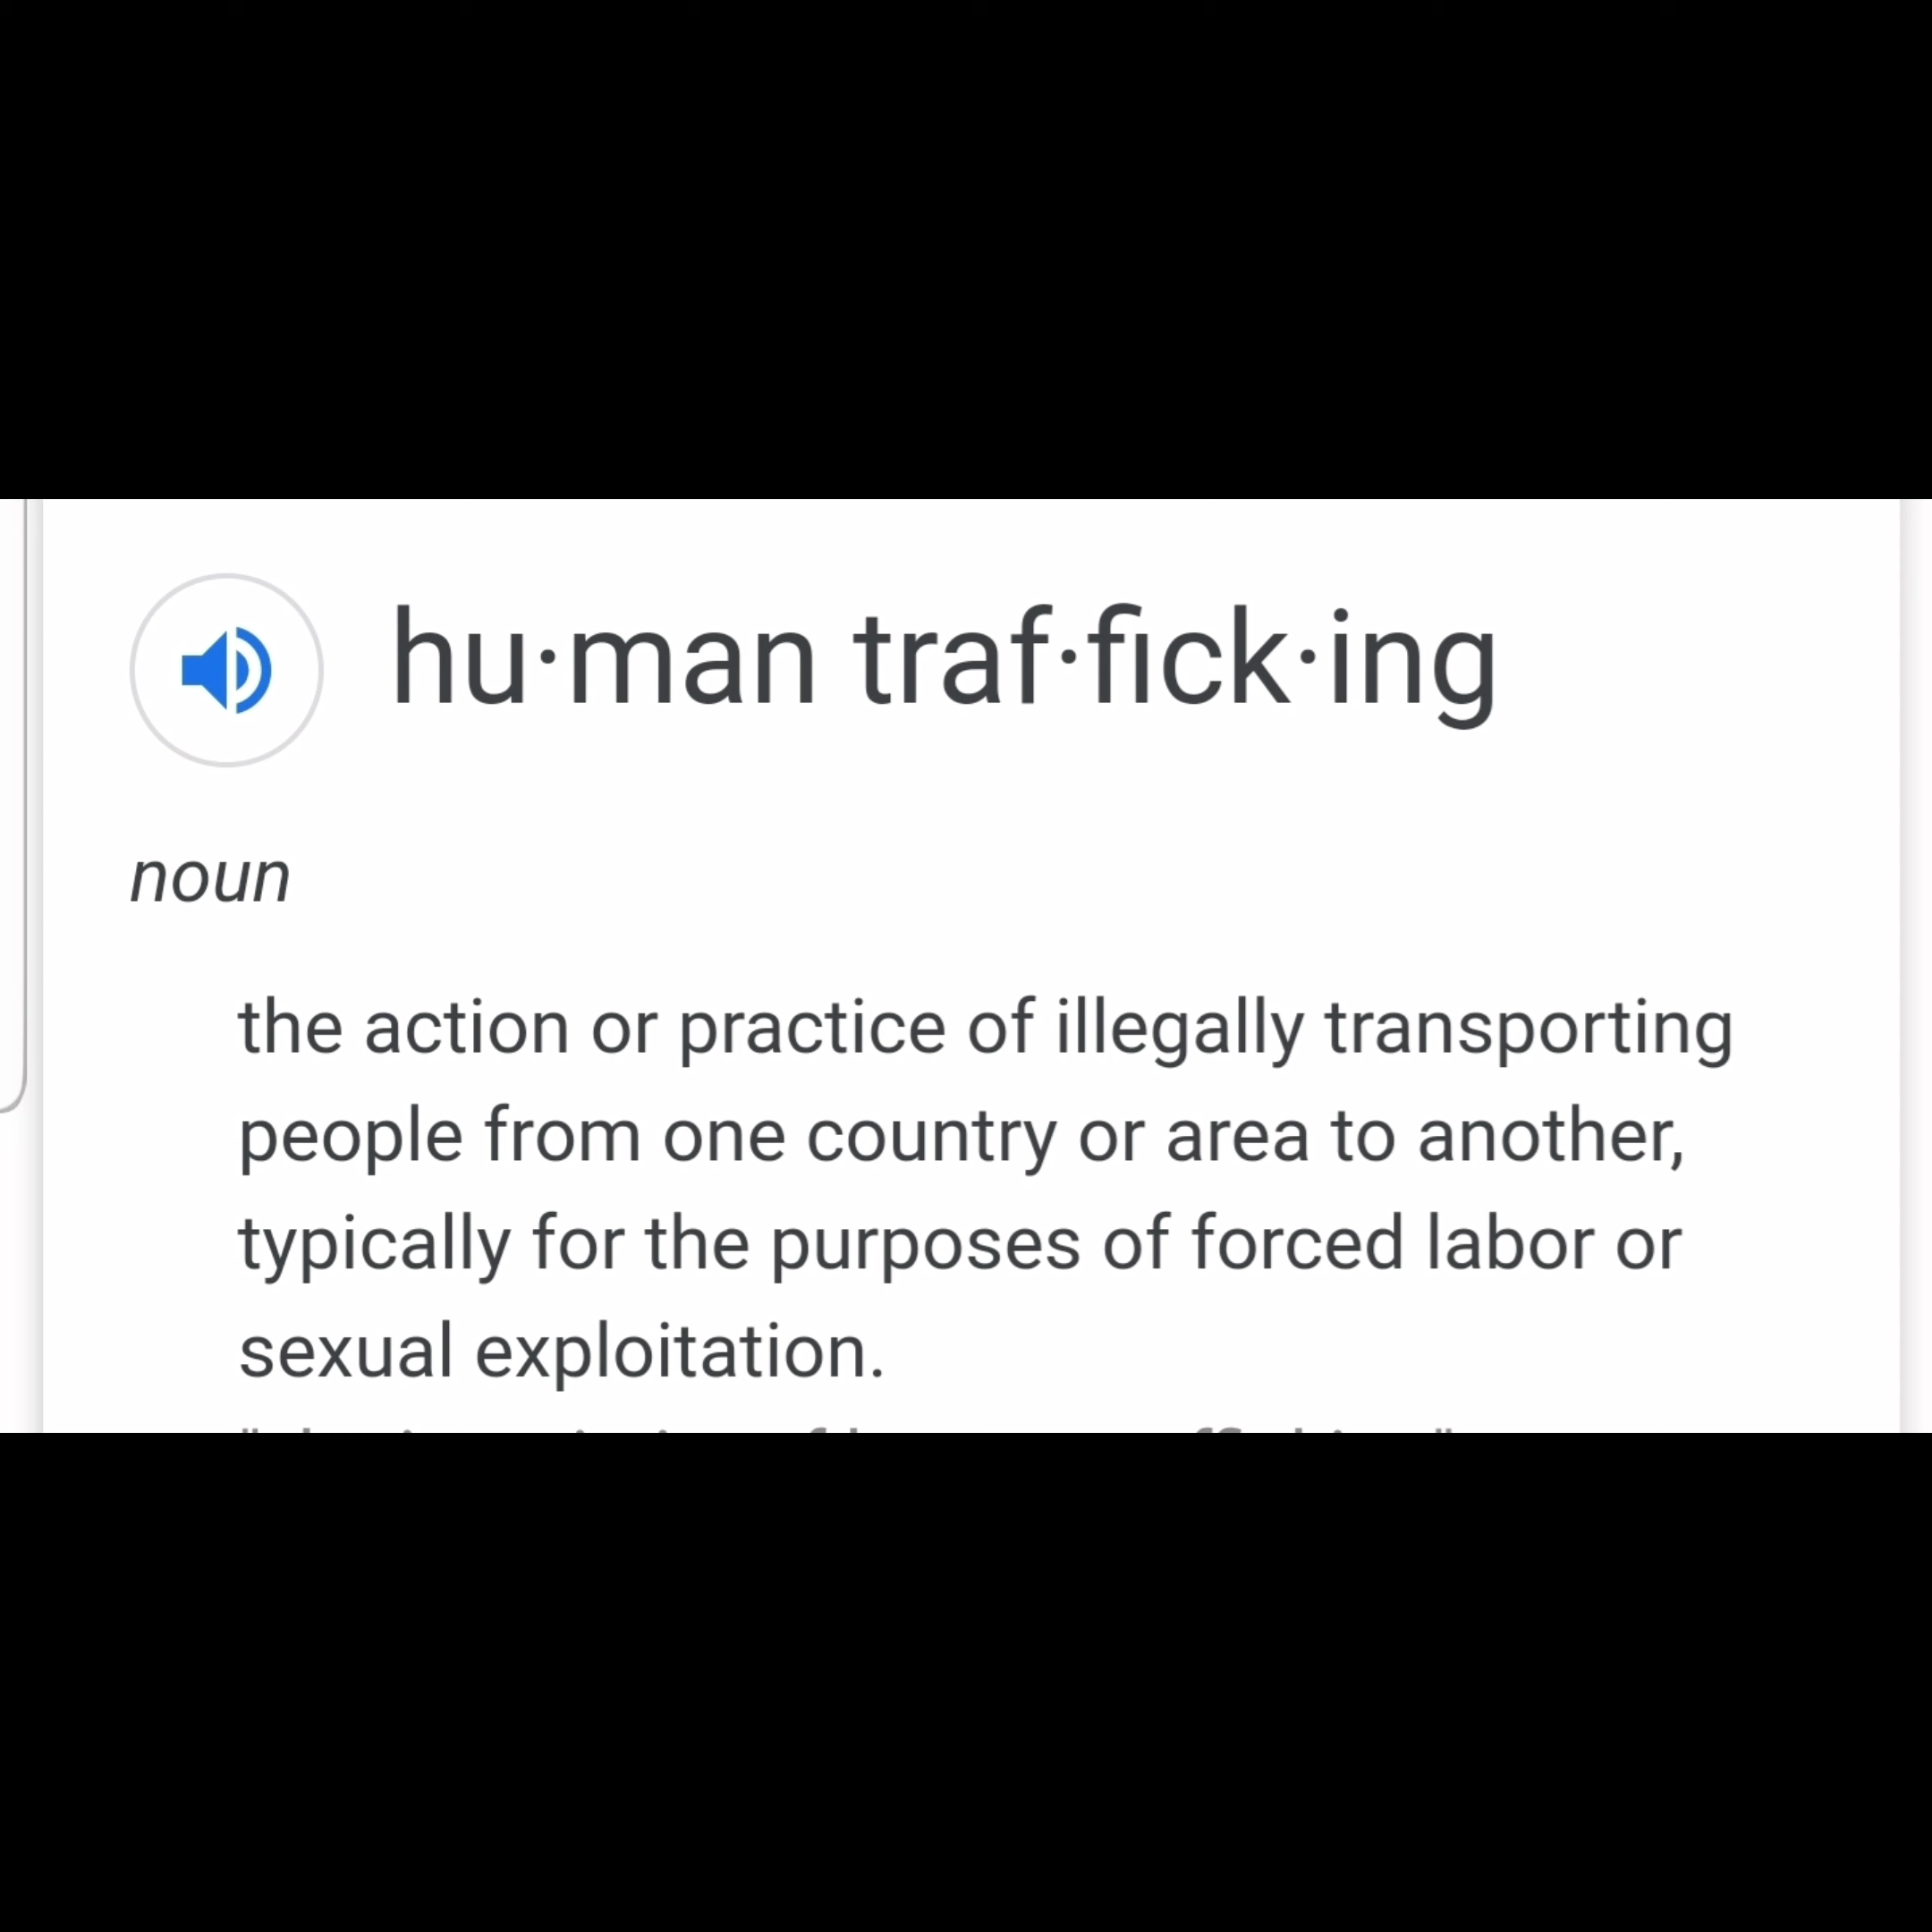 hu·man traf·fick·ing
noun
the action or practice of illegally transporting
people from one country or area to another,
typically for the purposes of forced labor or
sexual exploitation.